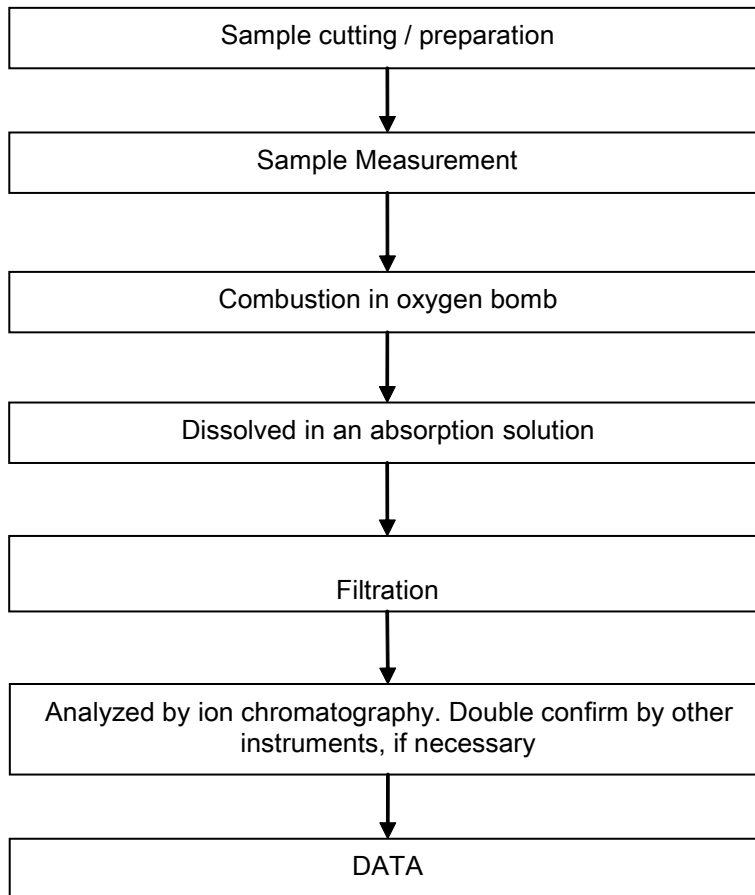 Sample cutting / preparation
Sample Measurement
Combustion in oxygen bomb
Dissolved in an absorption solution
Filtration
Analyzed by ion chromatography. Double confirm by other
instruments, if necessary
DATA